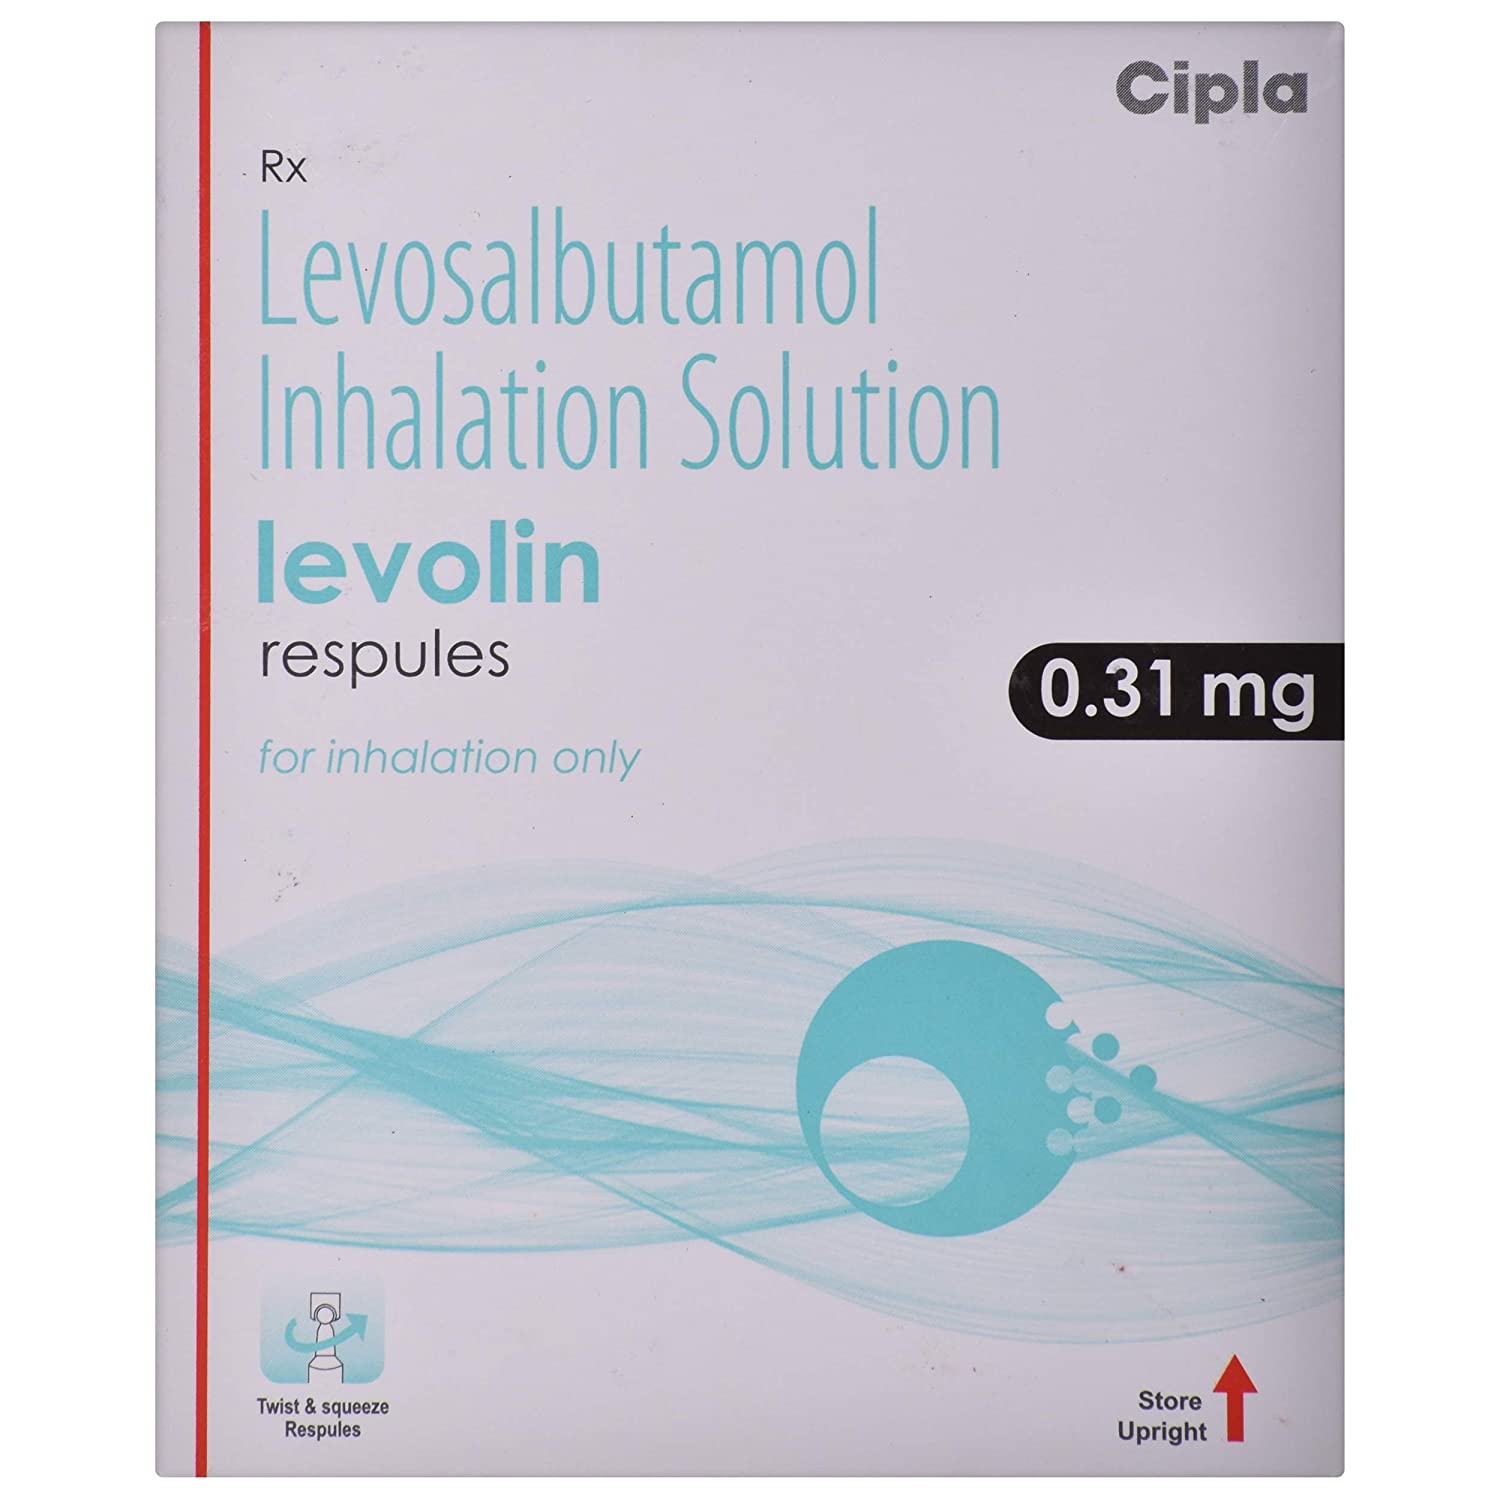 Cipla
Rx
Levosalbutamol
Inhalation Solution
levolin
respules
0.31 mg
for inhalation only
Twist & squeeze
Respules
Store
Upright